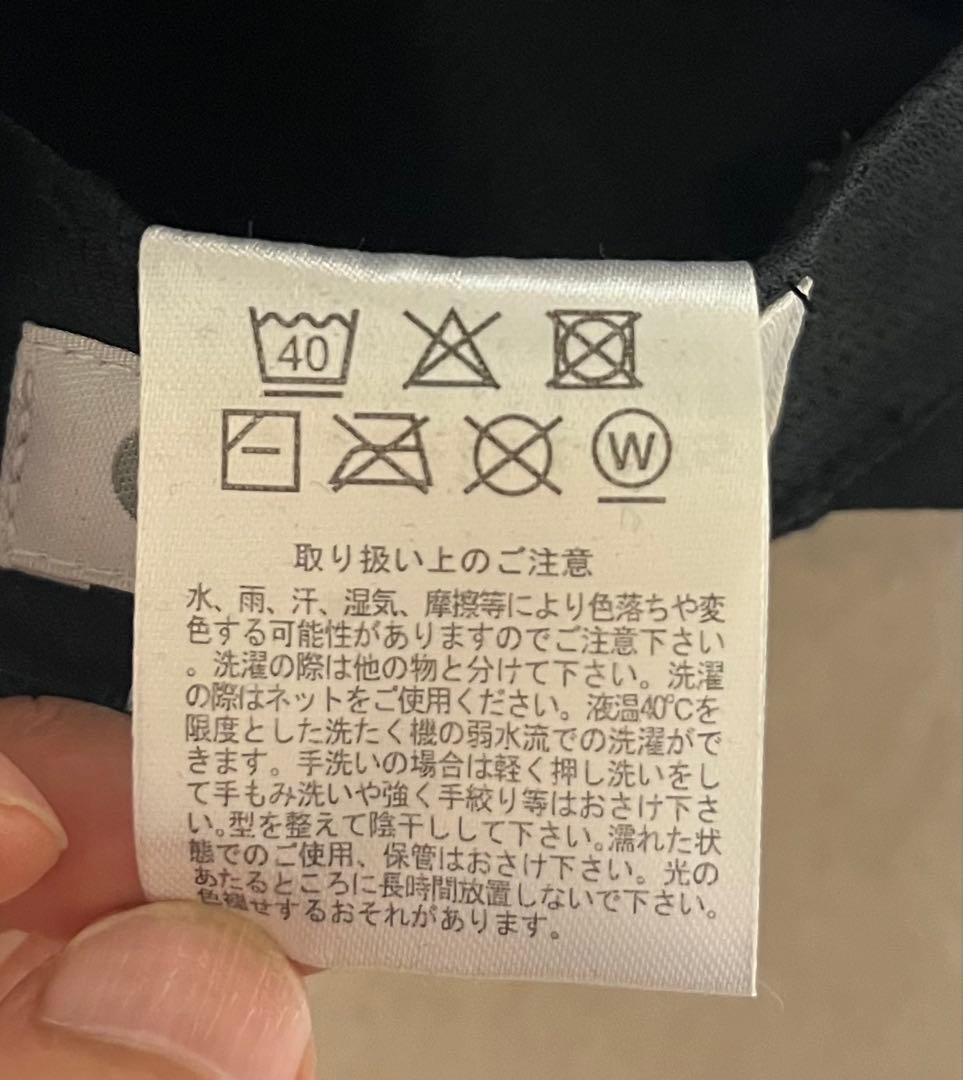 40
W
取り扱い上のご注意
水、雨、汗、湿気、摩擦等により色落ちや変
色する可能性がありますのでご注意下さい
。洗濯の際は他の物と分けて下さい。洗濯
の際はネットをご使用ください。液温40℃を
限度とした洗たく機の弱水流での洗濯がで
きます。手洗いの場合は軽く押し洗いをし
て手もみ洗いや強く手絞り等はおさけ下さ
い。型を整えて陰干しして下さい。濡れた状
態でのご使用、保管はおさけ下さい。光の
あたるところに長時間放置しないで下さい。
色褪せするおそれがあります。